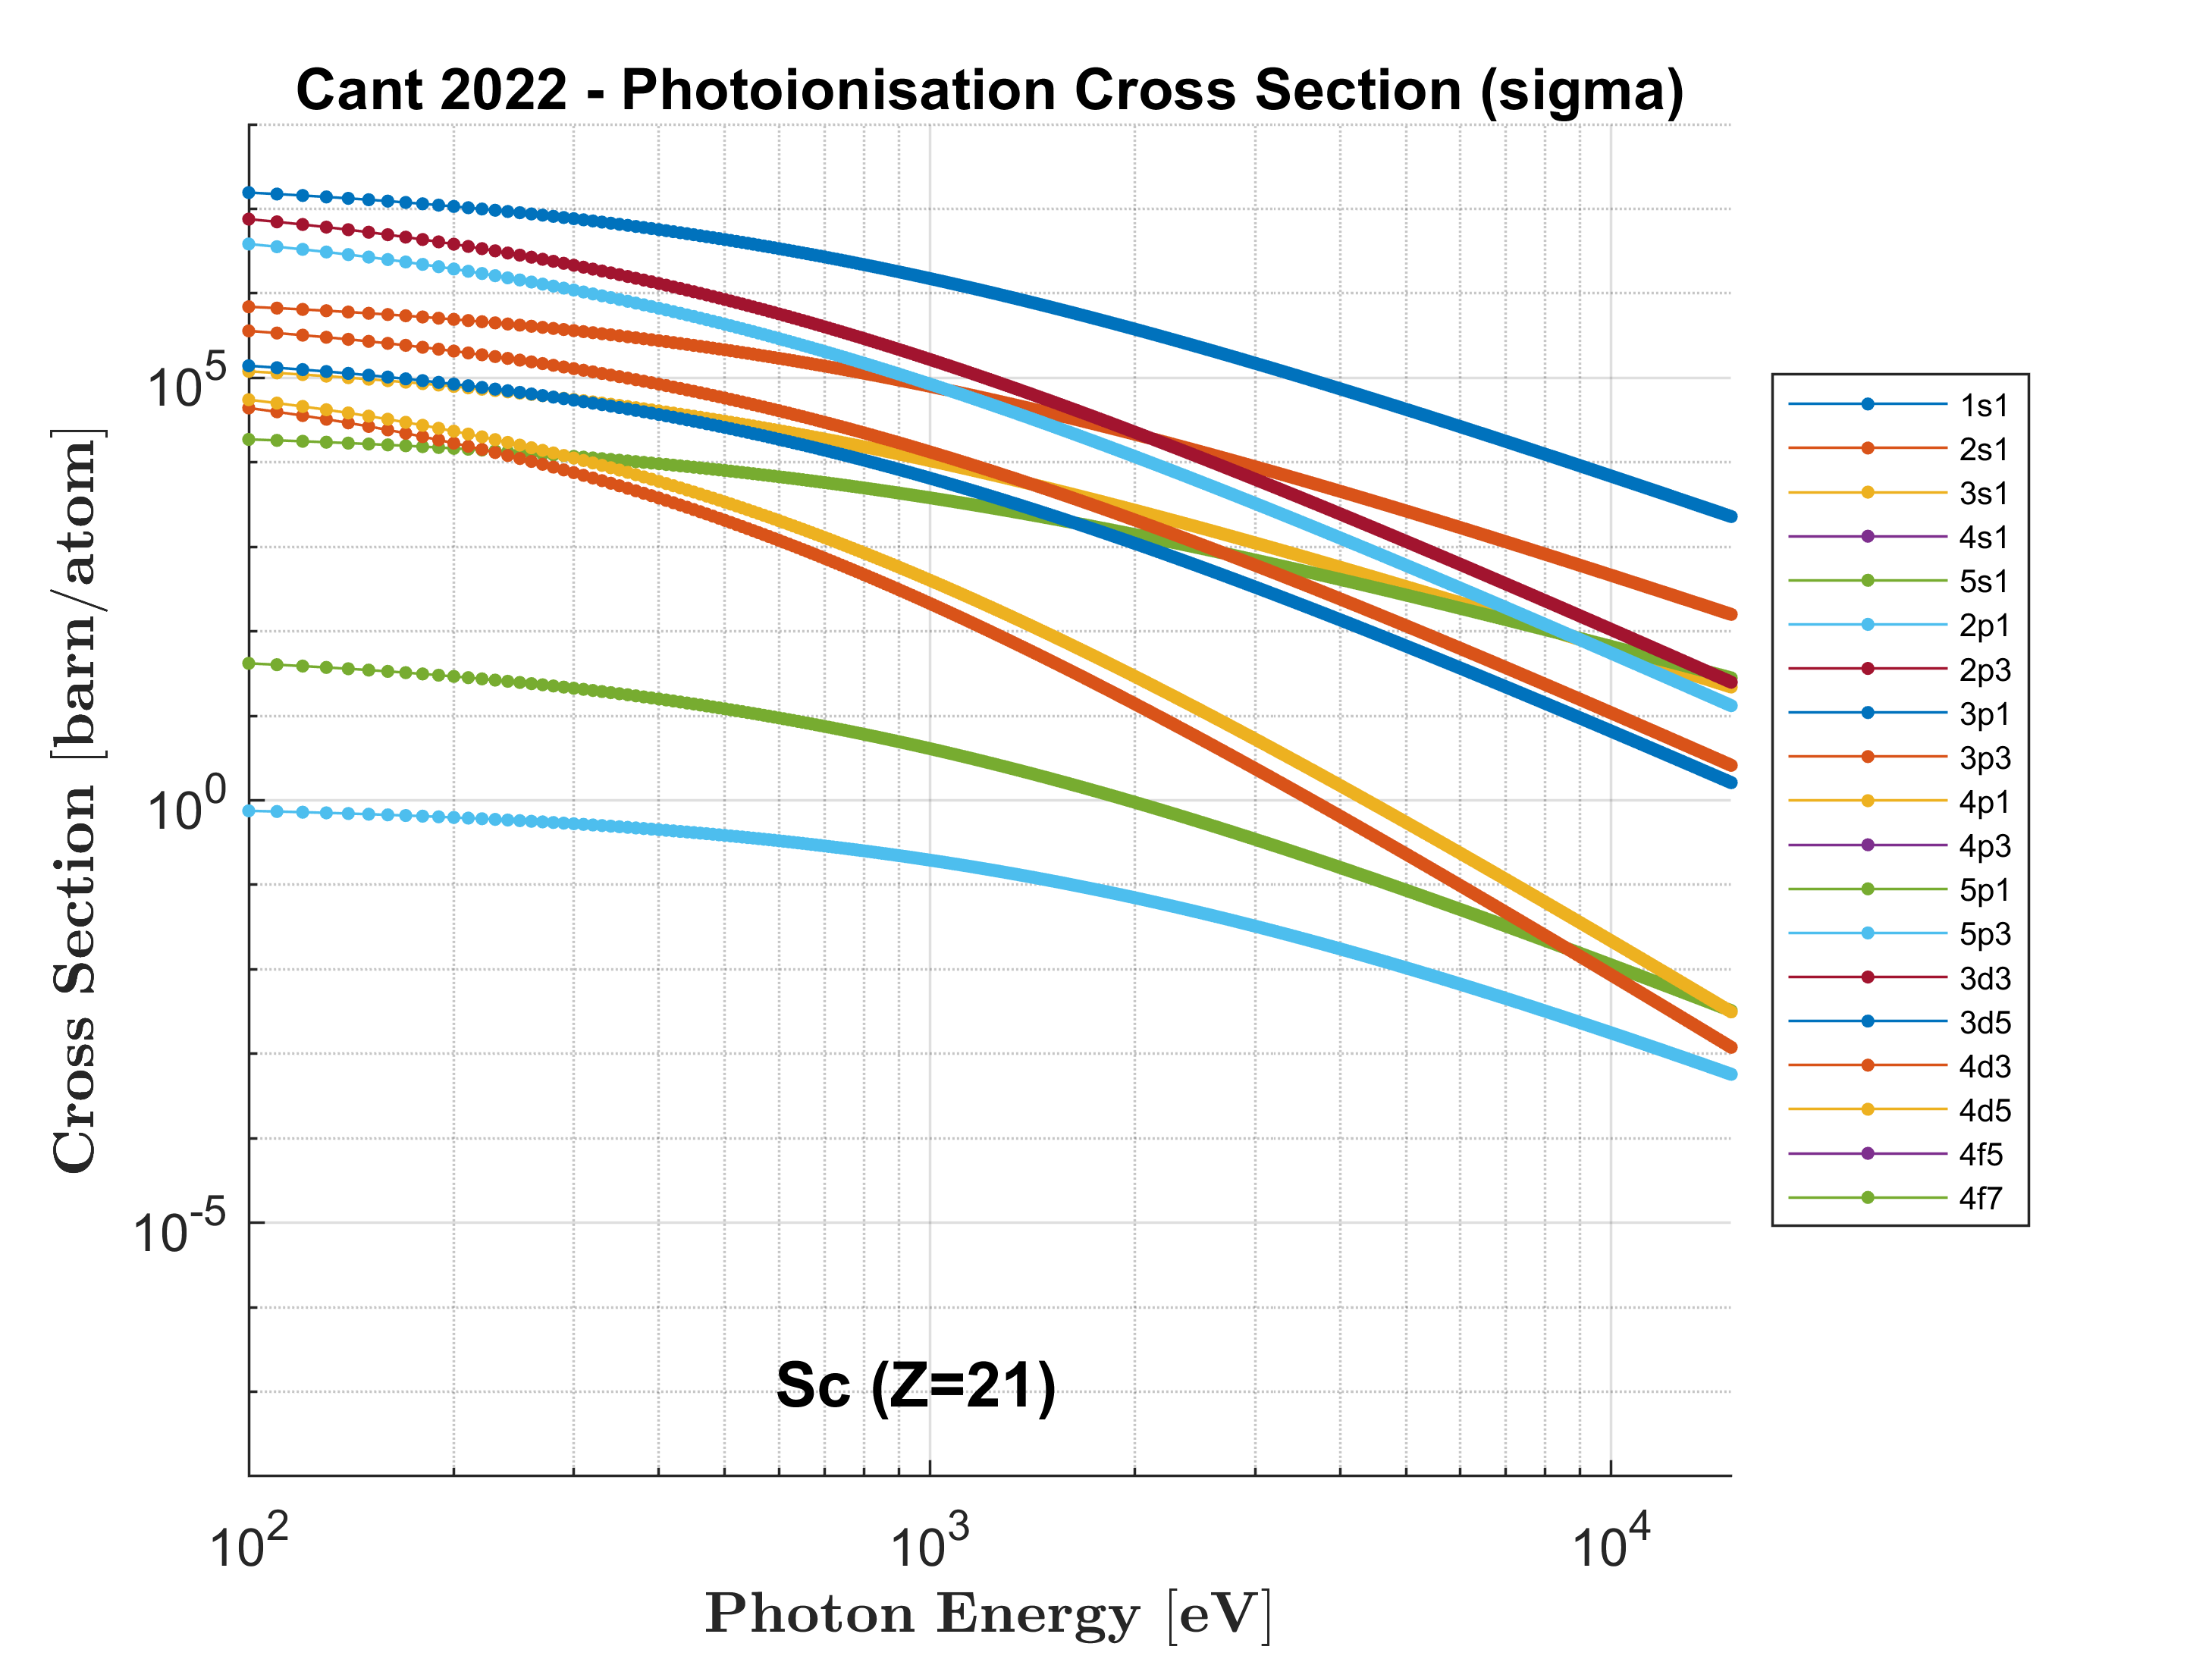 Cant 2022 - Photoionisation Cross Section (sigma)
Cross Section [barn/atom]
10^5
10^0
10^-5
Sc (Z=21)
10^2
10^3
10^4
Photon Energy [eV]
1s1
2s1
3s1
4s1
5s1
2p1
2p3
3p1
3p3
4p1
4p3
5p1
5p3
3d3
3d5
4d3
4d5
4f5
4f7